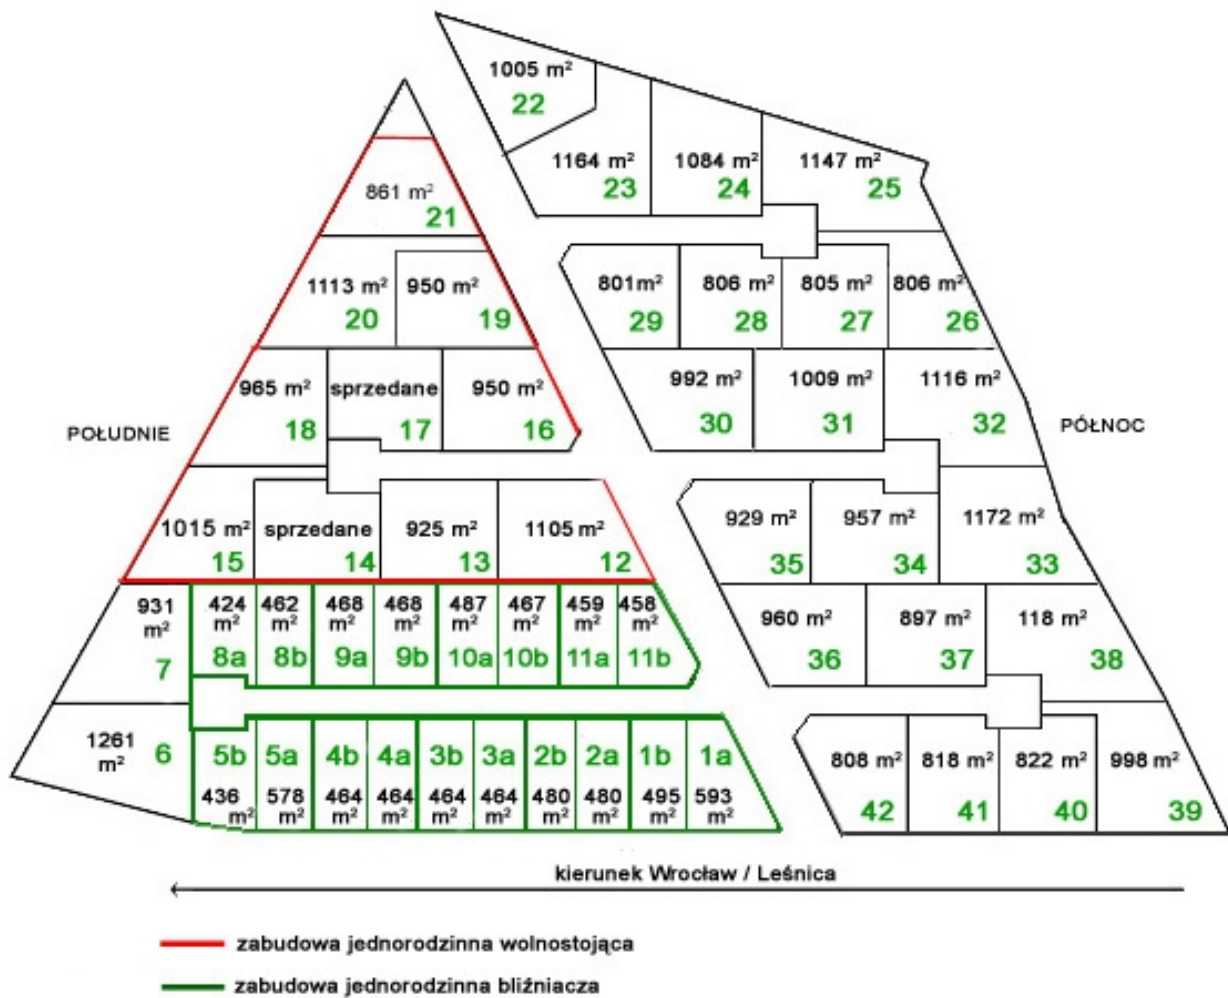 1005 m²
22
1164 m²
23
1084 m²
24
1147 m²
25
861 m²
21
1113 m²
20
950 m²
19
801m²
29
806 m²
28
805 m²
27
806 m²
26
965 m²
18
sprzedane
17
950 m²
16
992 m²
30
1009 m²
31
1116 m²
32
POŁUDNIE
PÓŁNOC
1015 m²
15
sprzedane
14
925 m²
13
1105 m²
12
929 m²
35
957 m²
34
1172 m²
33
931
m²
7
424
m²
8a
462
m²
8b
468
m²
9a
468
m²
9b
487
m²
10a
467
m²
10b
459
m²
11a
458
m²
11b
960 m²
36
897 m²
37
118 m²
38
1261
m²
6
5b
436
m²
5a
578
m²
4b
464
m²
4a
464
m²
3b
464
m²
3a
464
m²
2b
480
m²
2a
480
m²
1b
495
m²
1a
593
m²
808 m²
42
818 m²
41
822 m²
40
998 m²
39
kierunek Wrocław / Leśnica
zabudowa jednorodzinna wolnostojąca
zabudowa jednorodzinna bliźniacza